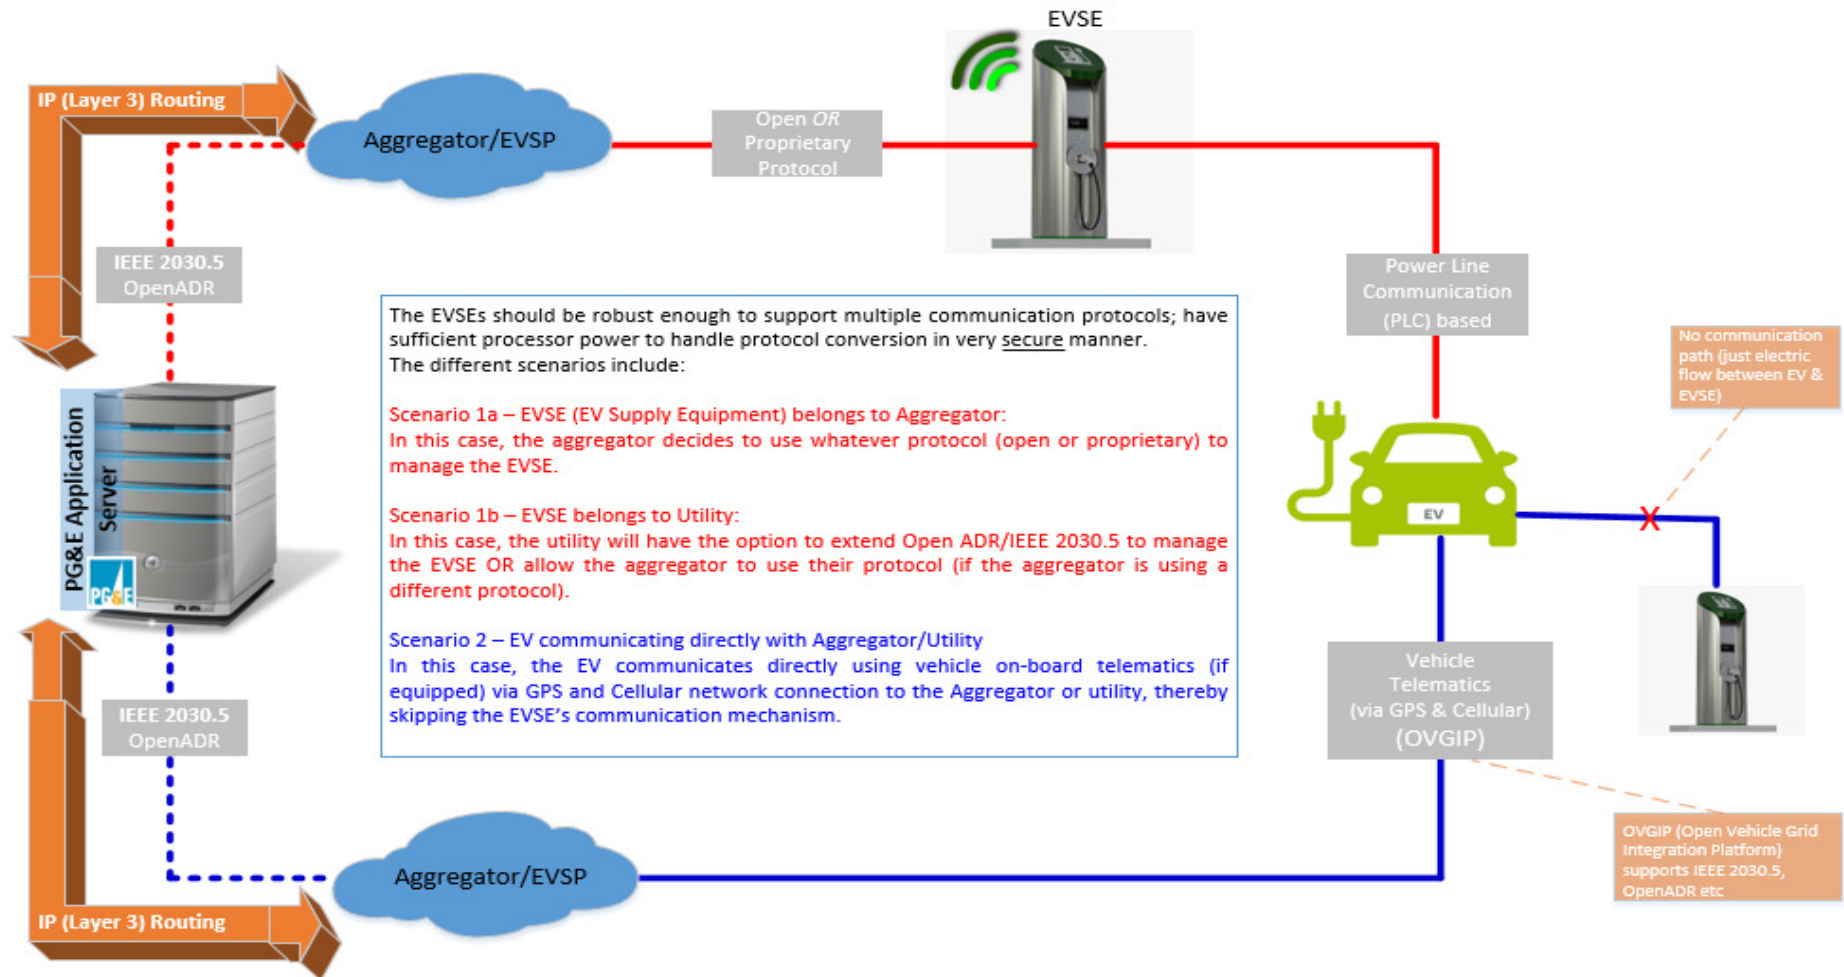 EVSE
IP (Layer 3) Routing
Aggregator/EVSP
Open OR
Proprietary
Protocol
IEEE 2030.5
OpenADR
Power Line
Communication
(PLC) based
The EVSEs should be robust enough to support multiple communication protocols; have
sufficient processor power to handle protocol conversion in very secure manner.
The different scenarios include:
Scenario 1a – EVSE (EV Supply Equipment) belongs to Aggregator:
In this case, the aggregator decides to use whatever protocol (open or proprietary) to
manage the EVSE.
Scenario 1b – EVSE belongs to Utility:
In this case, the utility will have the option to extend Open ADR/IEEE 2030.5 to manage
the EVSE OR allow the aggregator to use their protocol (if the aggregator is using a
different protocol).
Scenario 2 – EV communicating directly with Aggregator/Utility
In this case, the EV communicates directly using vehicle on-board telematics (if
equipped) via GPS and Cellular network connection to the Aggregator or utility, thereby
skipping the EVSE's communication mechanism.
No communication
path (just electric
flow between EV &
EVSE)
PG&E Application
Server
PG&E
EV
X
Vehicle
Telematics
(via GPS & Cellular)
(OVGIP)
IEEE 2030.5
OpenADR
OVGIP (Open Vehicle Grid
Integration Platform)
supports IEEE 2030.5,
OpenADR etc
Aggregator/EVSP
IP (Layer 3) Routing